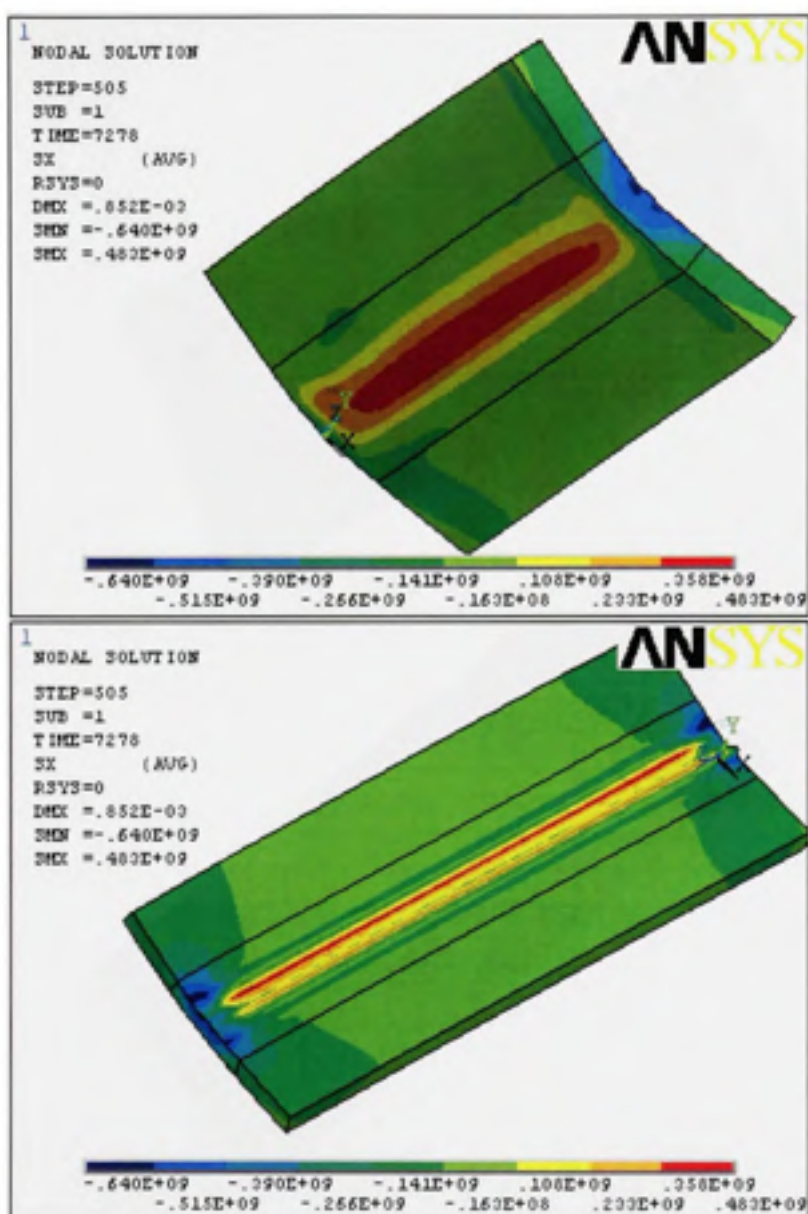 1
NODAL SOLUTION
ANSYS
STEP=505
SUB =1
TIME=7278
SX (AVG)
RSYS=0
DMX =.852E-03
SMN =-.640E+09
SMX =.483E+09
Y
Z
X
-.640E+09 -.390E+09 -.141E+09 .108E+09 .358E+09
-.515E+09 -.266E+09 -.163E+08 .233E+09 .483E+09
1
NODAL SOLUTION
ANSYS
STEP=505
SUB =1
TIME=7278
SX (AVG)
RSYS=0
DMX =.852E-03
SMN =-.640E+09
SMX =.483E+09
Y
X
-.640E+09 -.390E+09 -.141E+09 .108E+09 .358E+09
-.515E+09 -.266E+09 -.163E+08 .233E+09 .483E+09